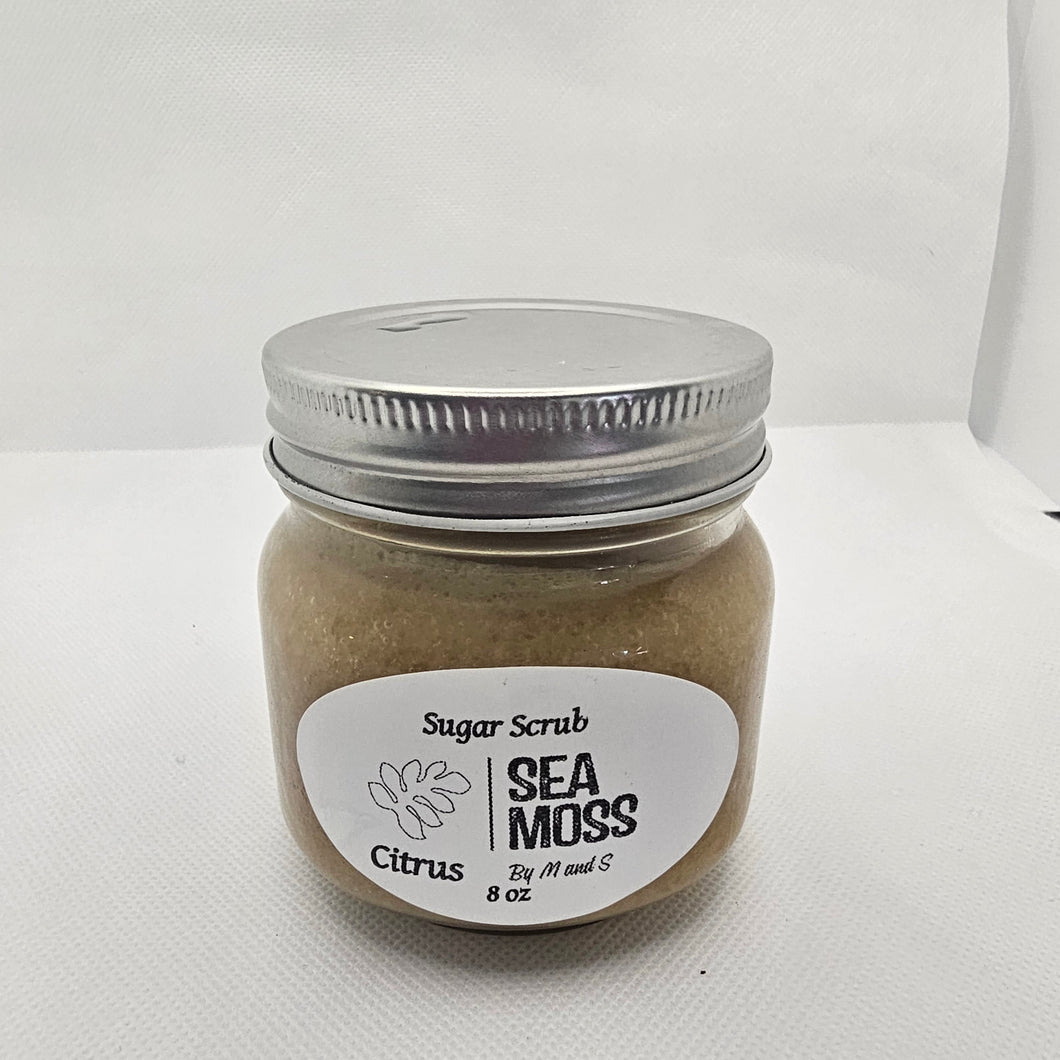 Sugar Scrub
SEA
MOSS
Citrus
By M and S
8 oz